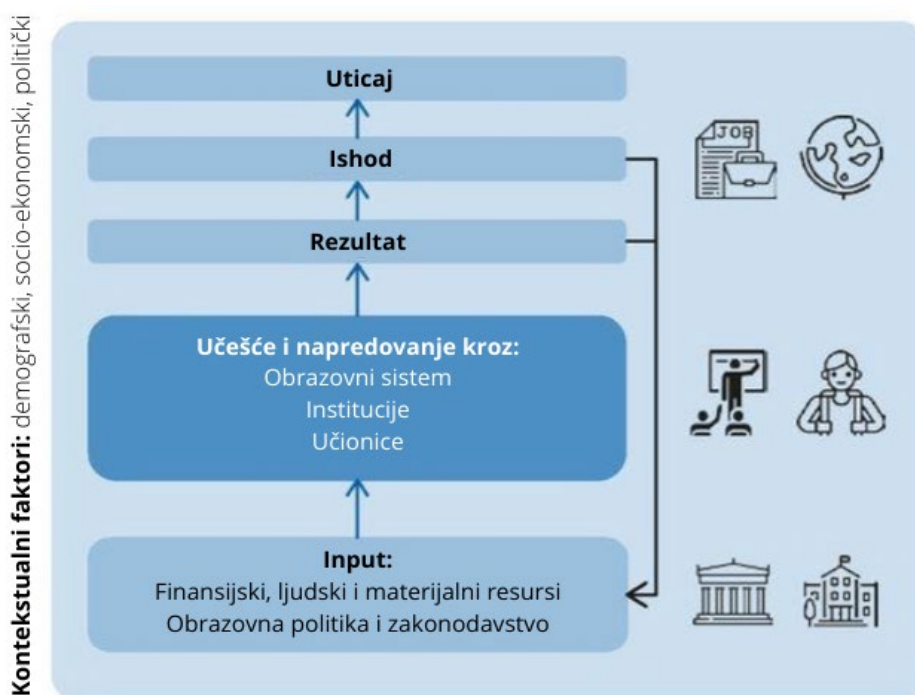 Kontekstualni faktori: demografski, socio-ekonomski, politički
Uticaj
Ishod
Rezultat
Učešće i napredovanje kroz:
Obrazovni sistem
Institucije
Učionice
Input:
Finansijski, ljudski i materijalni resursi
Obrazovna politika i zakonodavstvo
JOB